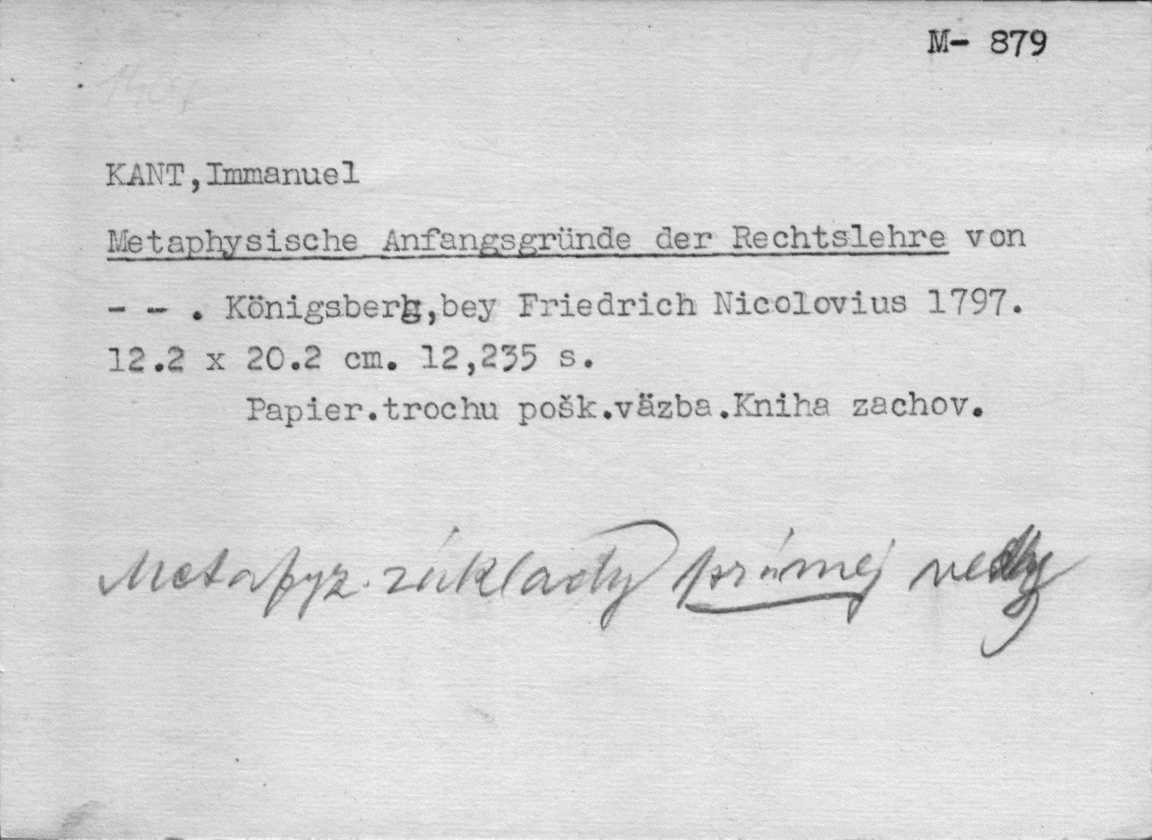 M- 879
KANT,Immanuel
Metaphysische Anfangsgründe der Rechtslehre von
- - . Königsberg,bey Friedrich Nicolovius 1797.
12.2 x 20.2 cm. 12,235 s.
Papier.trochu pošk.väzba.Kniha zachov.
Metafyz. základy právnej vedy